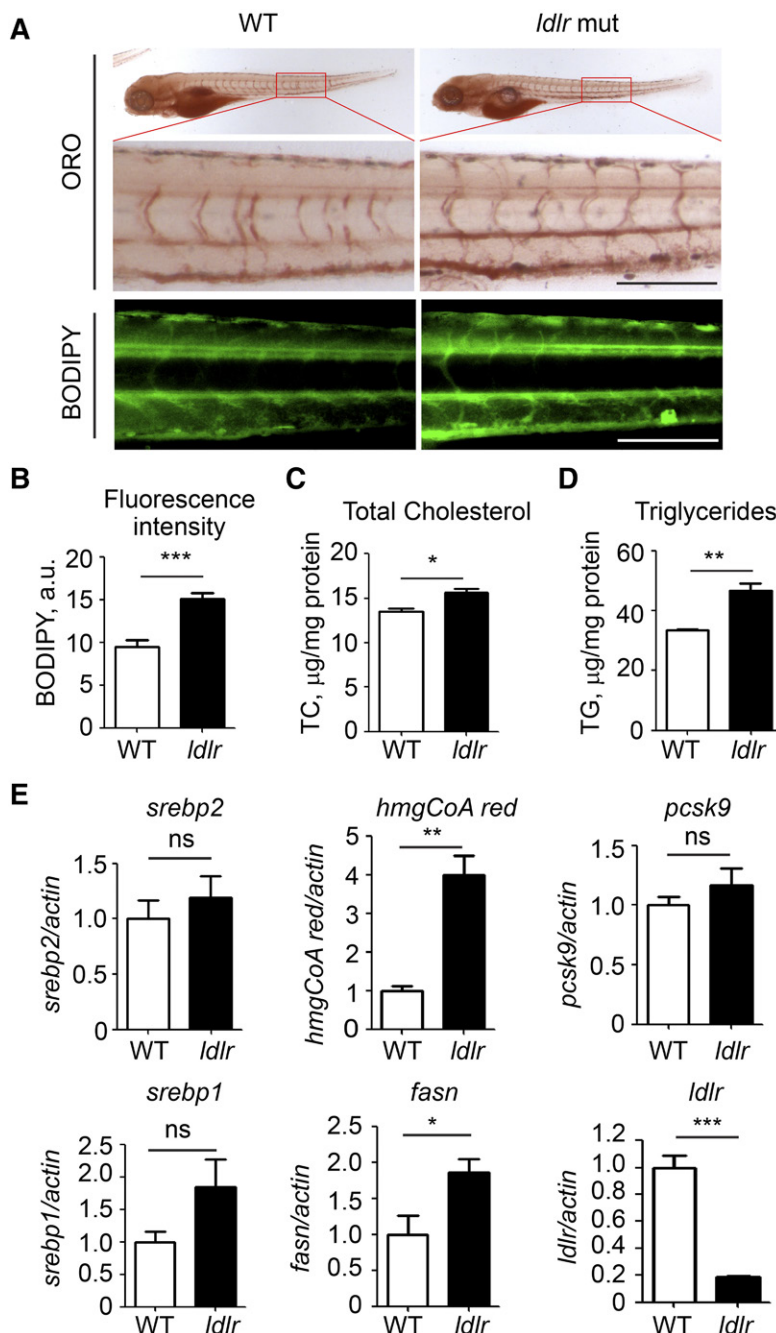 A
WT
ldlr mut
ORO
BODIPY
B
Fluorescence
intensity
BODIPY, a.u.
20
15
10
5
0
***
WT
ldlr
C
Total Cholesterol
TC, µg/mg protein
20
15
10
5
0
*
WT
ldlr
D
Triglycerides
TG, µg/mg protein
60
40
20
0
**
WT
ldlr
E
srebp2
srebp2/actin
1.5
1.0
0.5
0
ns
WT
ldlr
hmgCoA red
hmgCoA red/actin
5
4
3
2
1
0
**
WT
ldlr
pcsk9
pcsk9/actin
1.5
1.0
0.5
0
ns
WT
ldlr
srebp1
srebp1/actin
2.5
2.0
1.5
1.0
0.5
0
ns
WT
ldlr
fasn
fasn/actin
2.5
2.0
1.5
1.0
0.5
0
*
WT
ldlr
ldlr
ldlr/actin
1.2
1.0
0.8
0.6
0.4
0.2
0
***
WT
ldlr